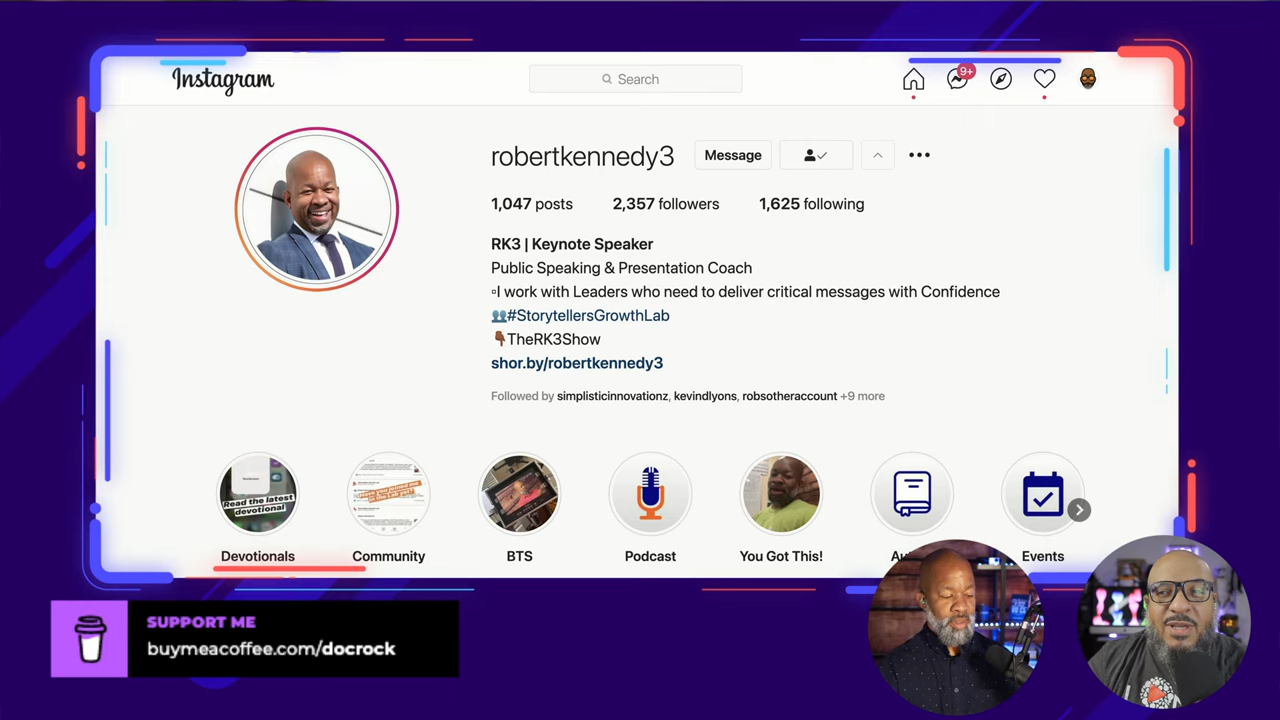 Instagram
Search
9+
robertkennedy3
Message
1,047 posts 2,357 followers 1,625 following
RK3 | Keynote Speaker
Public Speaking & Presentation Coach
▫I work with Leaders who need to deliver critical messages with Confidence
👥#StorytellersGrowthLab
👇🏾TheRK3Show
shor.by/robertkennedy3
Followed by simplisticinnovationz, kevindlyons, robsotheraccount +9 more
Read the latest
devotional
Devotionals Community BTS Podcast You Got This! Events
SUPPORT ME
buymeacoffee.com/docrock